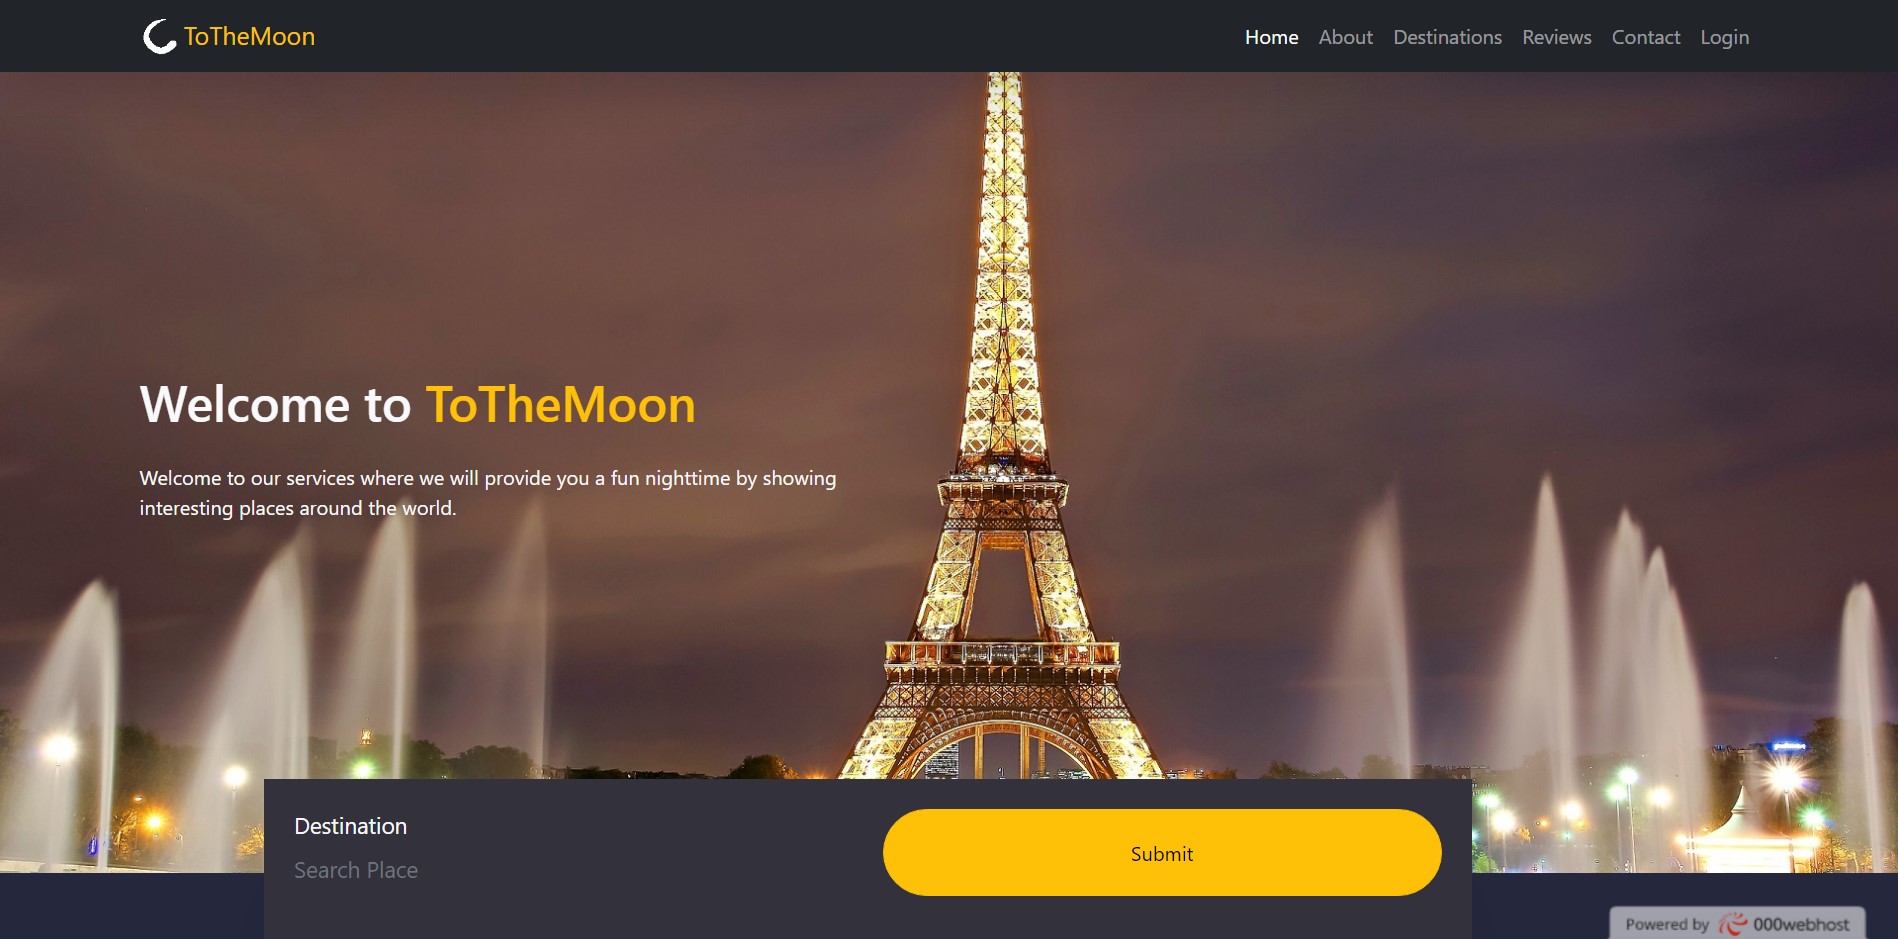 ToTheMoon
Home About Destinations Reviews Contact Login
Welcome to ToTheMoon
Welcome to our services where we will provide you a fun nighttime by showing
interesting places around the world.
Destination
Search Place
Submit
Powered by 000webhost